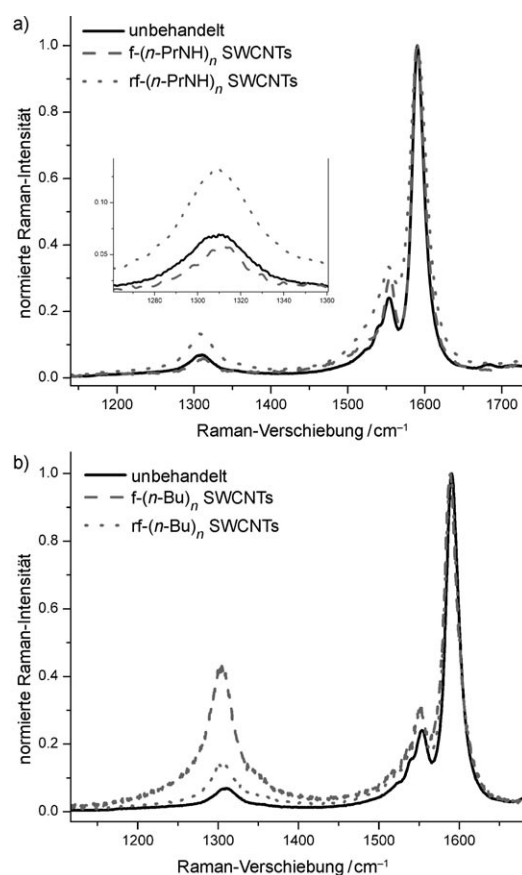 a)
unbehandelt
f-(n-PrNH)n SWCNTs
rf-(n-PrNH)n SWCNTs
normierte Raman-Intensität
1.0
0.8
0.6
0.4
0.2
0.0
0.10
0.05
1280 1300 1320 1340 1360
1200 1300 1400 1500 1600 1700
Raman-Verschiebung / cm⁻¹
b)
unbehandelt
f-(n-Bu)n SWCNTs
rf-(n-Bu)n SWCNTs
normierte Raman-Intensität
1.0
0.8
0.6
0.4
0.2
0.0
1200 1300 1400 1500 1600
Raman-Verschiebung / cm⁻¹